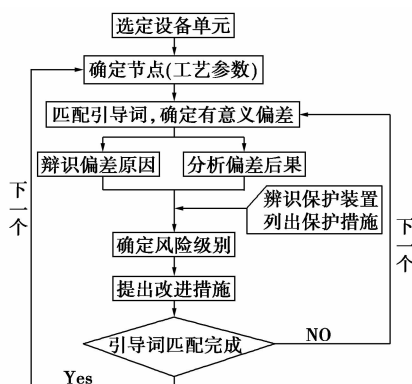 选定设备单元
确定节点(工艺参数)
匹配引导词,确定有意义偏差
辩识偏差原因
分析偏差后果
下一个
辩识保护装置
列出保护措施
下一个
确定风险级别
提出改进措施
引导词匹配完成
NO
Yes